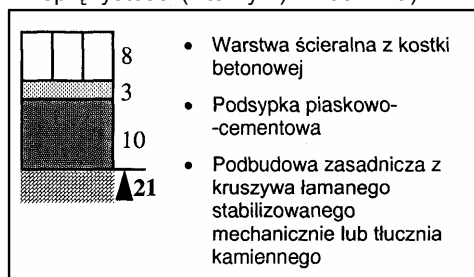 8
3
10
21
• Warstwa ścieralna z kostki
betonowej
• Podsypka piaskowo-
-cementowa
• Podbudowa zasadnicza z
kruszywa łamanego
stabilizowanego
mechanicznie lub tłucznia
kamiennego